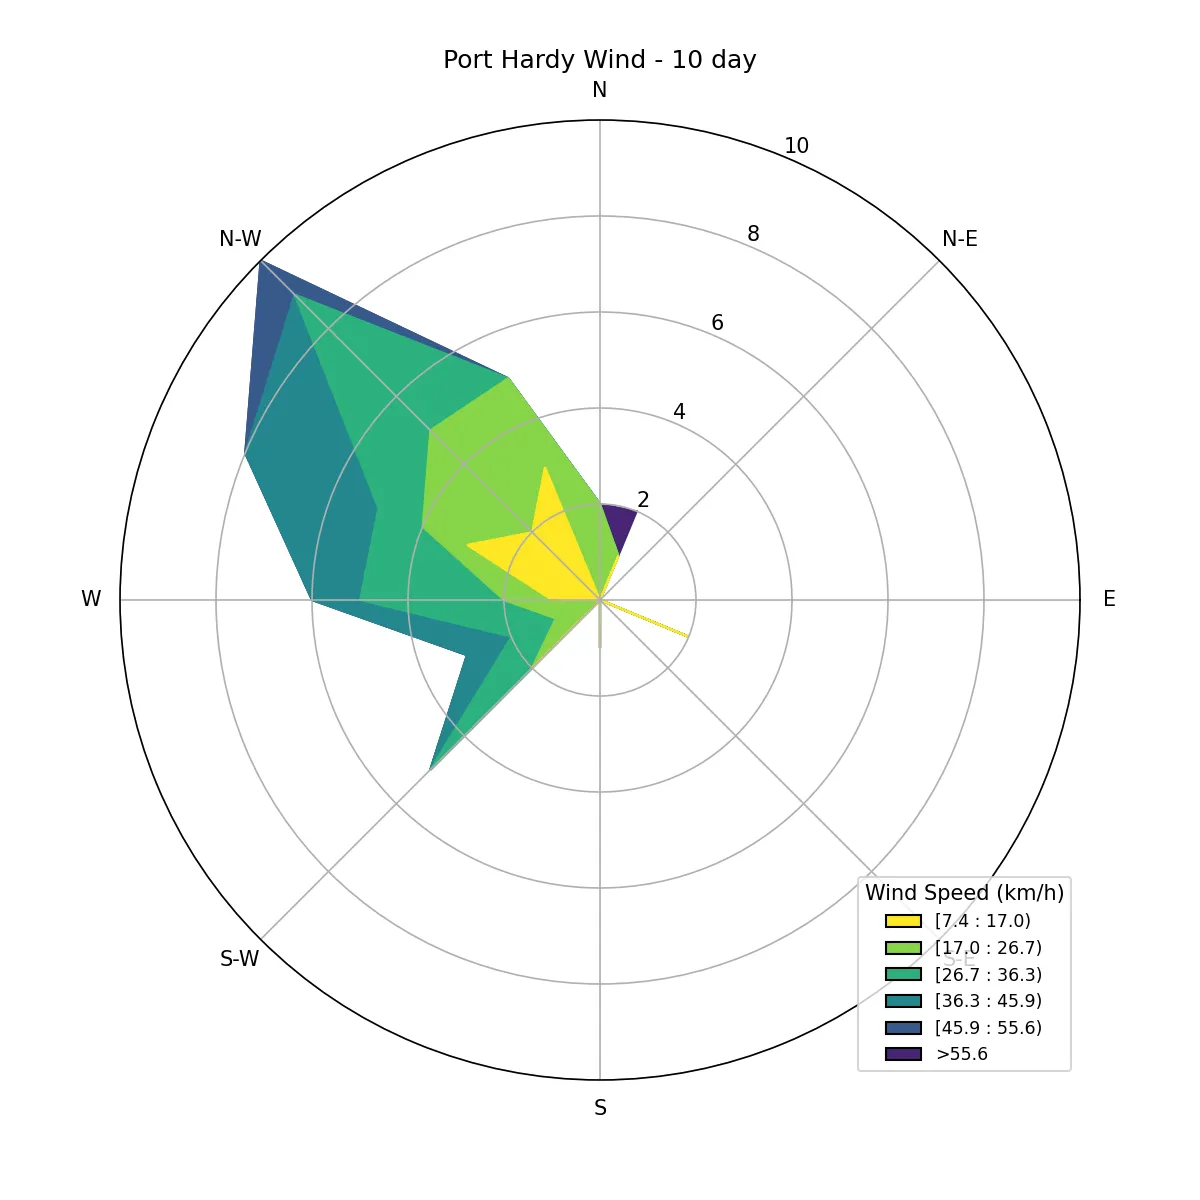 Port Hardy Wind - 10 day
N
10
N-W
8
N-E
6
4
2
W
E
S-W
S-E
S
Wind Speed (km/h)
[7.4 : 17.0)
[17.0 : 26.7)
[26.7 : 36.3)
[36.3 : 45.9)
[45.9 : 55.6)
>55.6